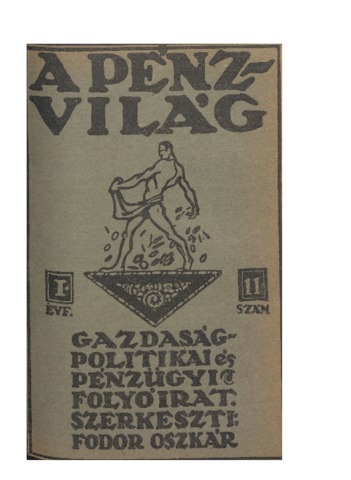 A PÉNZ-
VILÁG
I
ÉVF.
11
SZÁM
GAZDASÁG-
POLITIKAI és
PÉNZÜGYI
FOLYÓIRAT.
SZERKESZTI:
FODOR OSZKÁR